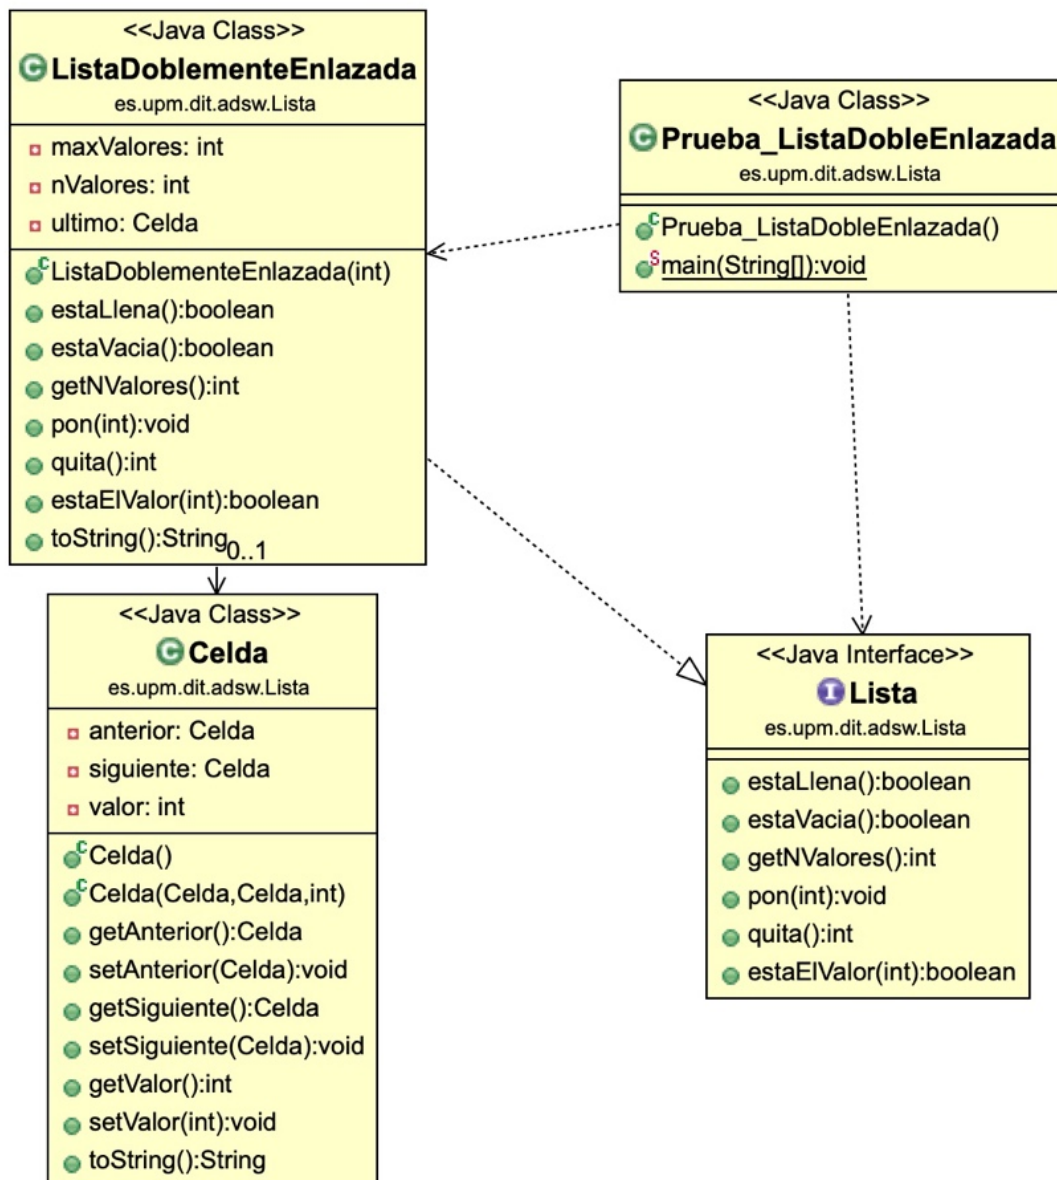 <<Java Class>>
ListaDoblementeEnlazada
es.upm.dit.adsw.Lista
maxValores: int
nValores: int
ultimo: Celda
ListaDoblementeEnlazada(int)
estaLlena():boolean
estaVacia():boolean
getNValores():int
pon(int):void
quita():int
estaElValor(int):boolean
toString():String
0..1
<<Java Class>>
Prueba_ListaDobleEnlazada
es.upm.dit.adsw.Lista
Prueba_ListaDobleEnlazada()
main(String[]):void
<<Java Class>>
Celda
es.upm.dit.adsw.Lista
anterior: Celda
siguiente: Celda
valor: int
Celda()
Celda(Celda,Celda,int)
getAnterior():Celda
setAnterior(Celda):void
getSiguiente():Celda
setSiguiente(Celda):void
getValor():int
setValor(int):void
toString():String
<<Java Interface>>
Lista
es.upm.dit.adsw.Lista
estaLlena():boolean
estaVacia():boolean
getNValores():int
pon(int):void
quita():int
estaElValor(int):boolean